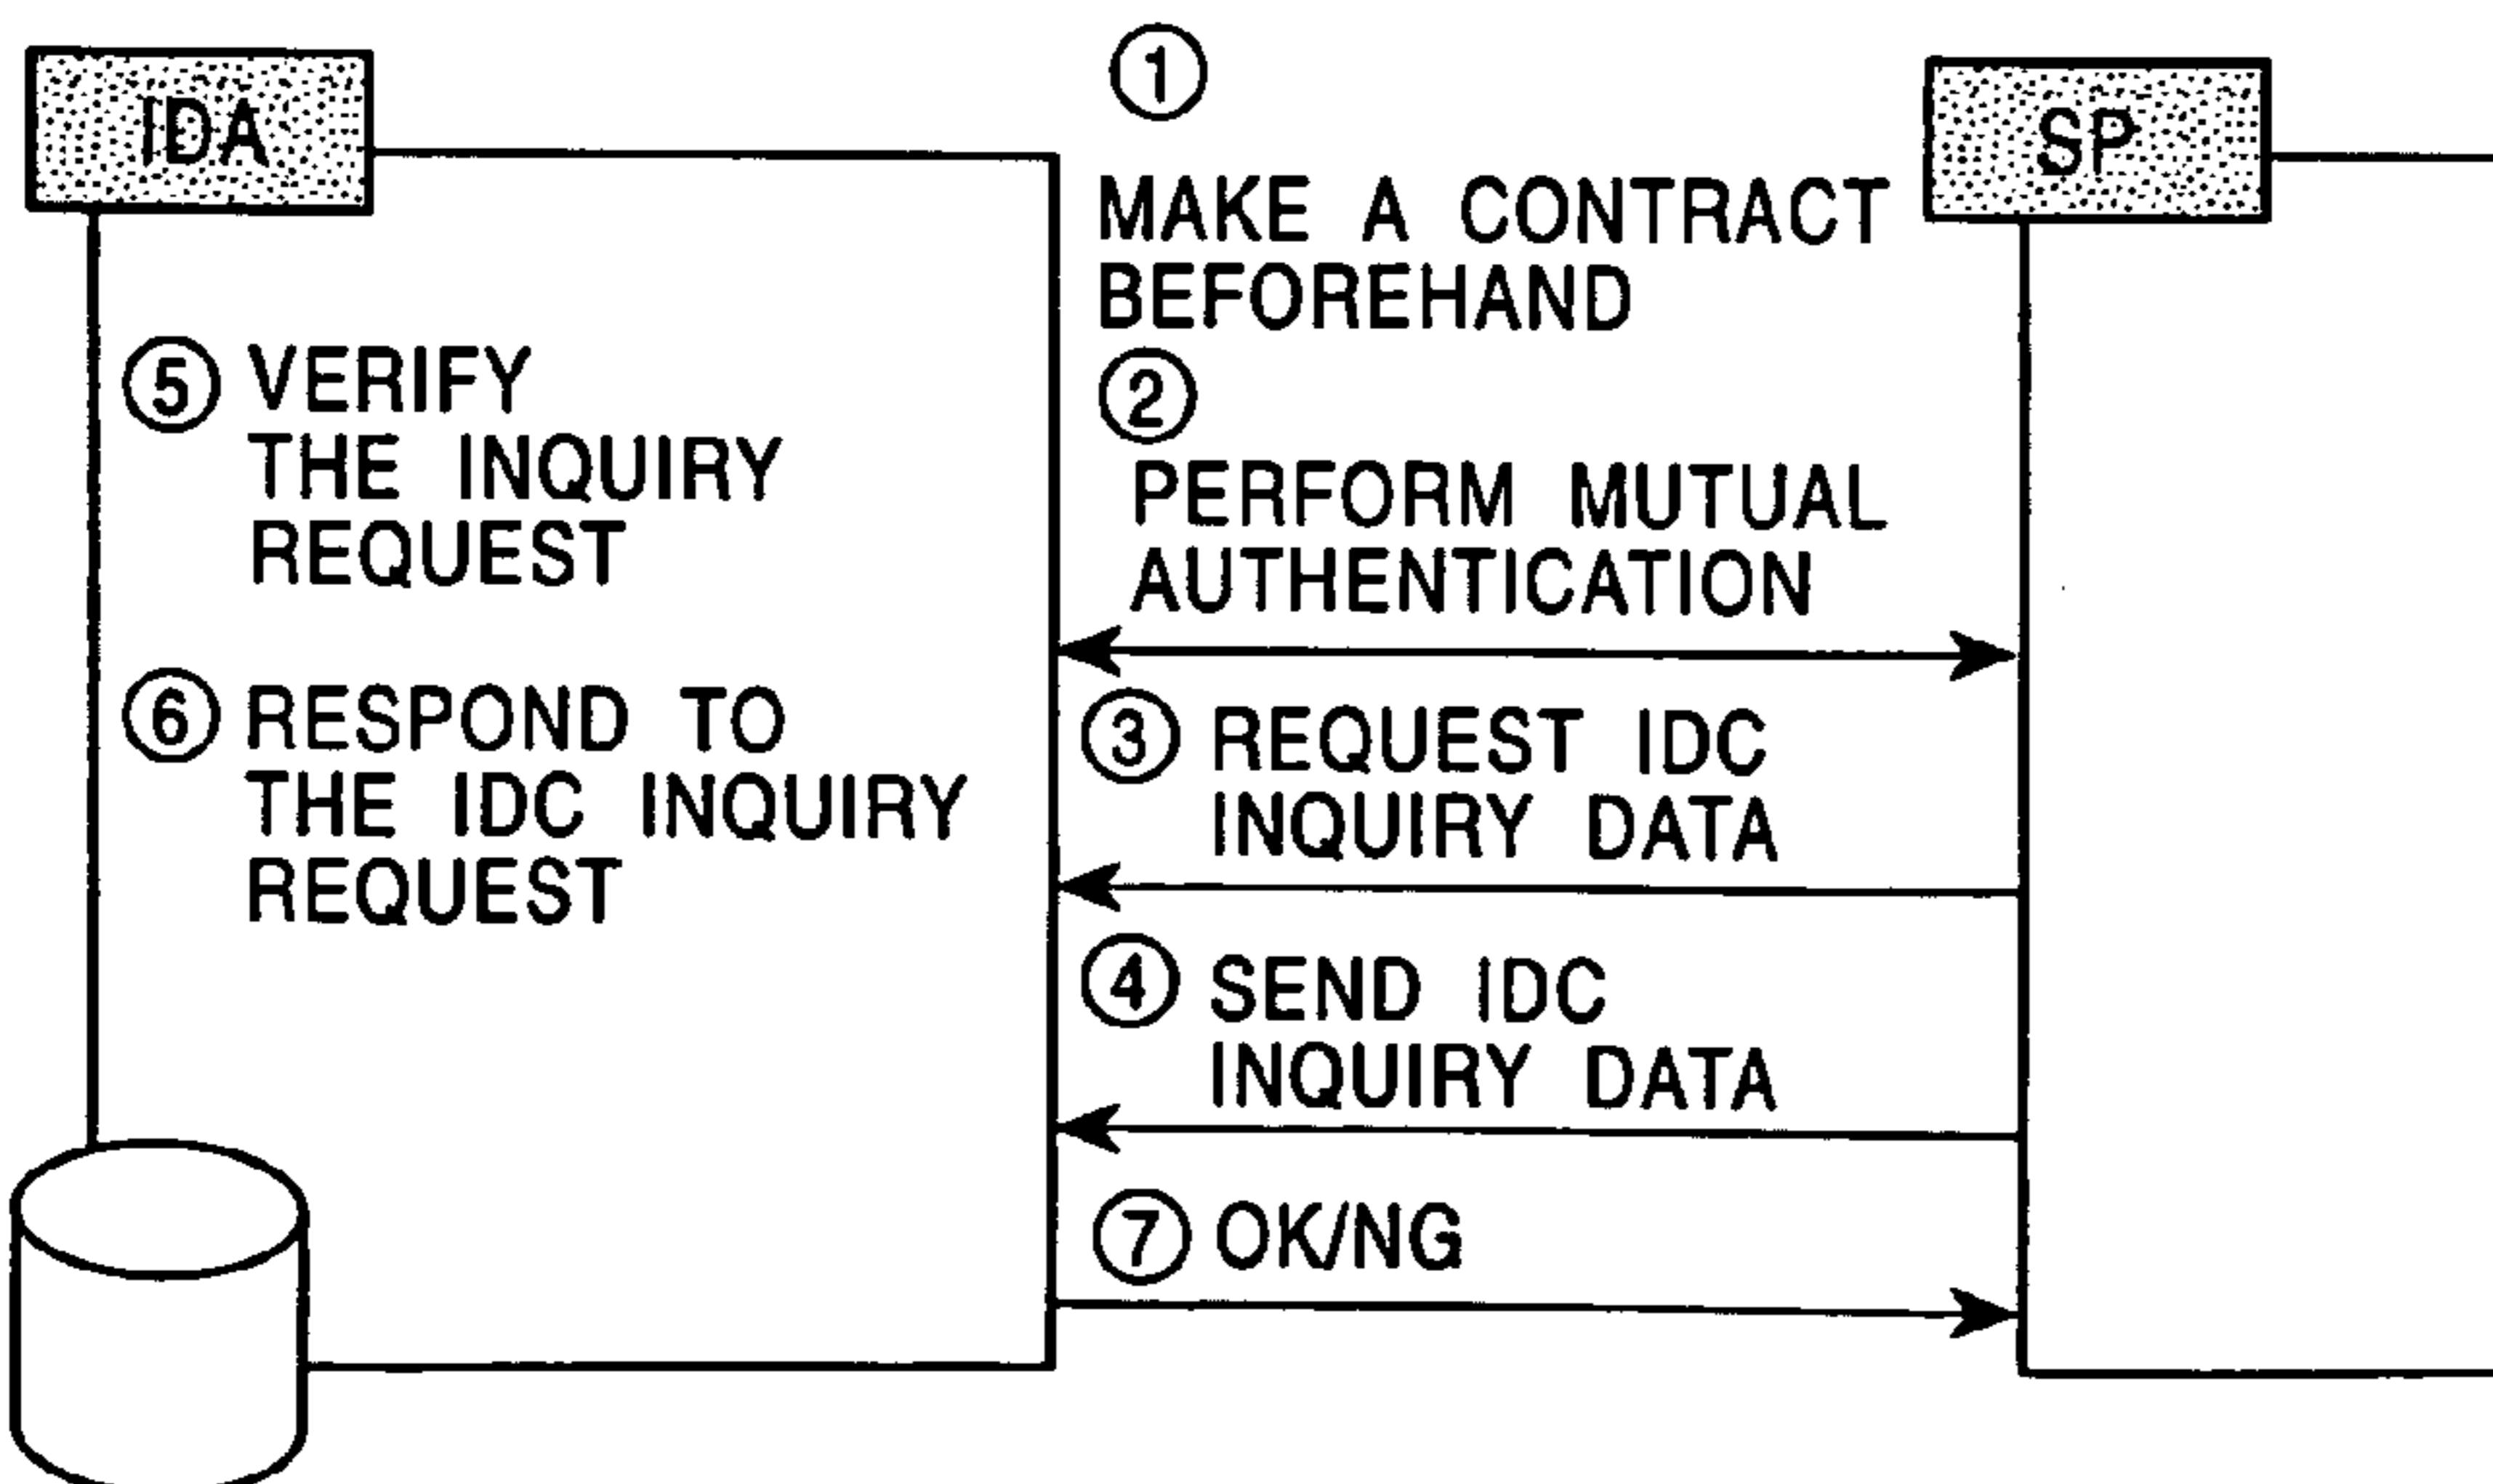 IDA
⑤ VERIFY
THE INQUIRY
REQUEST
⑥ RESPOND TO
THE IDC INQUIRY
REQUEST
①
MAKE A CONTRACT
BEFOREHAND
②
PERFORM MUTUAL
AUTHENTICATION
③ REQUEST IDC
INQUIRY DATA
④ SEND IDC
INQUIRY DATA
⑦ OK/NG
SP